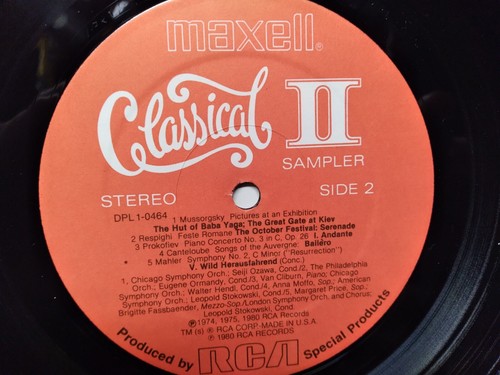 maxell®
Classical II
SAMPLER
STEREO
SIDE 2
DPL1-0464
1 Mussorgsky Pictures at an Exhibition
The Hut of Baba Yaga; The Great Gate at Kiev
2 Respighi Feste Romane The October Festival; Serenade
3 Prokofiev Piano Concerto No. 3 in C, Op. 26 I. Andante
4 Canteloube Songs of the Auvergne: Bailèro
* 5 Mahler Symphony No. 2, C Minor ("Resurrection")
V. Wild Herausfahrend (Conc.)
1, Chicago Symphony Orch.; Seiji Ozawa, Cond./2, The Philadelphia
Orch.; Eugene Ormandy, Cond./3, Van Cliburn, Piano; Chicago
Symphony Orch.; Walter Hendl, Cond./4, Anna Moffo, Sop.; American
Symphony Orch.; Leopold Stokowski, Cond./5, Margaret Price, Sop.;
Brigitte Fassbaender, Mezzo-Sop./London Symphony Orch. and Chorus;
Leopold Stokowski, Cond.
℗ 1974, 1975, 1980 RCA Records
TM(s) ® RCA CORP.-MADE IN U.S.A.
© 1980 RCA Records
Produced by RCA Special Products